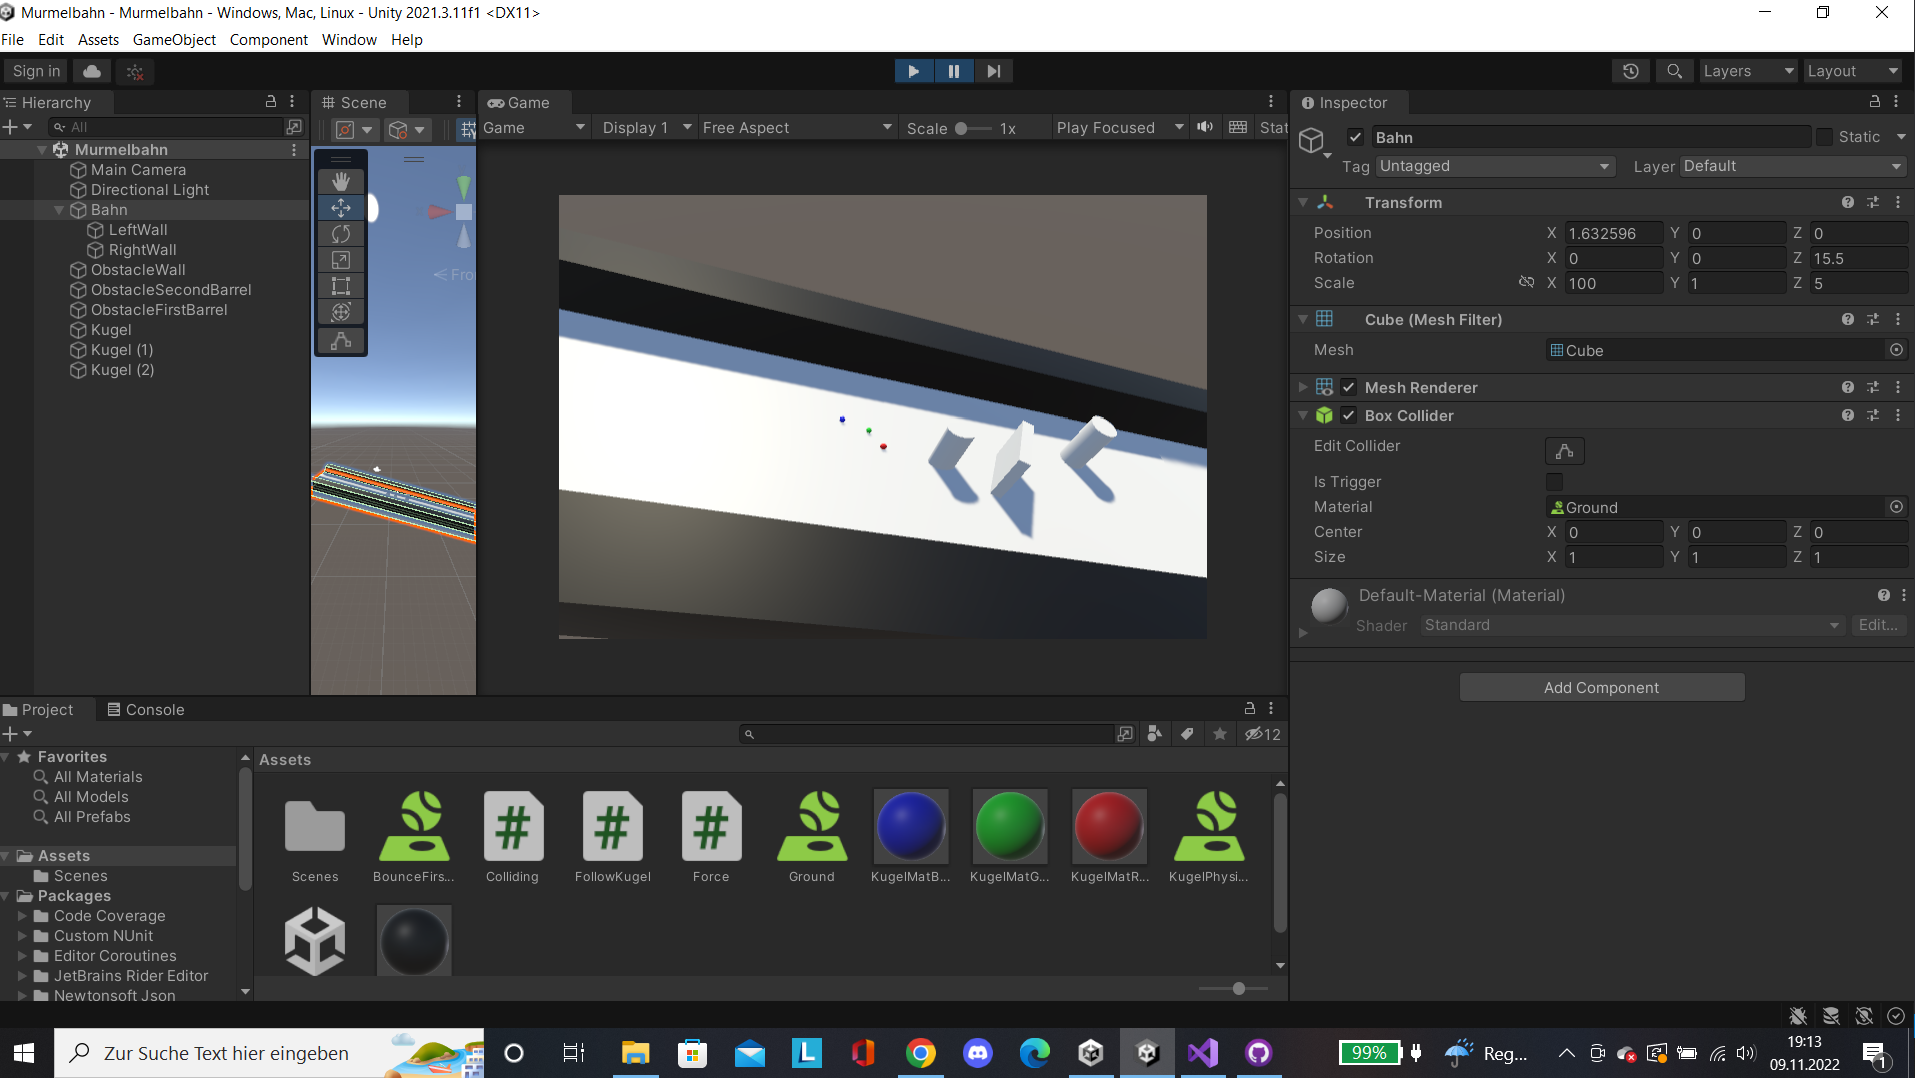 Murmelbahn - Murmelbahn - Windows, Mac, Linux - Unity 2021.3.11f1 <DX11>
File Edit Assets GameObject Component Window Help
Sign in
Layers
Layout
Hierarchy
All
Murmelbahn
Main Camera
Directional Light
Bahn
LeftWall
RightWall
ObstacleWall
ObstacleSecondBarrel
ObstacleFirstBarrel
Kugel
Kugel (1)
Kugel (2)
Scene
Fro
Game
Game Display 1 Free Aspect Scale 1x Play Focused Stat
Inspector
Bahn Static
Tag Untagged Layer Default
Transform
Position X 1.632596 Y 0 Z 0
Rotation X 0 Y 0 Z 15.5
Scale X 100 Y 1 Z 5
Cube (Mesh Filter)
Mesh Cube
Mesh Renderer
Box Collider
Edit Collider
Is Trigger
Material Ground
Center X 0 Y 0 Z 0
Size X 1 Y 1 Z 1
Default-Material (Material)
Shader Standard Edit...
Add Component
Project Console
12
Favorites
All Materials
All Models
All Prefabs
Assets
Scenes
Packages
Code Coverage
Custom NUnit
Editor Coroutines
JetBrains Rider Editor
Newtonsoft Json
Assets
Scenes BounceFirs... Colliding FollowKugel Force Ground KugelMatB... KugelMatG... KugelMatR... KugelPhysi...
Zur Suche Text hier eingeben
L
99%
Reg...
19:13
09.11.2022
1